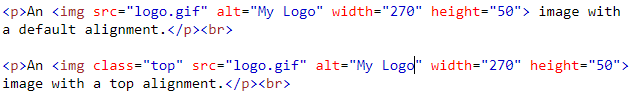 <p>An <img src="logo.gif" alt="My Logo" width="270" height="50"> image with
a default alignment.</p><br>
<p>An <img class="top" src="logo.gif" alt="My Logo" width="270" height="50">
image with a top alignment.</p><br>